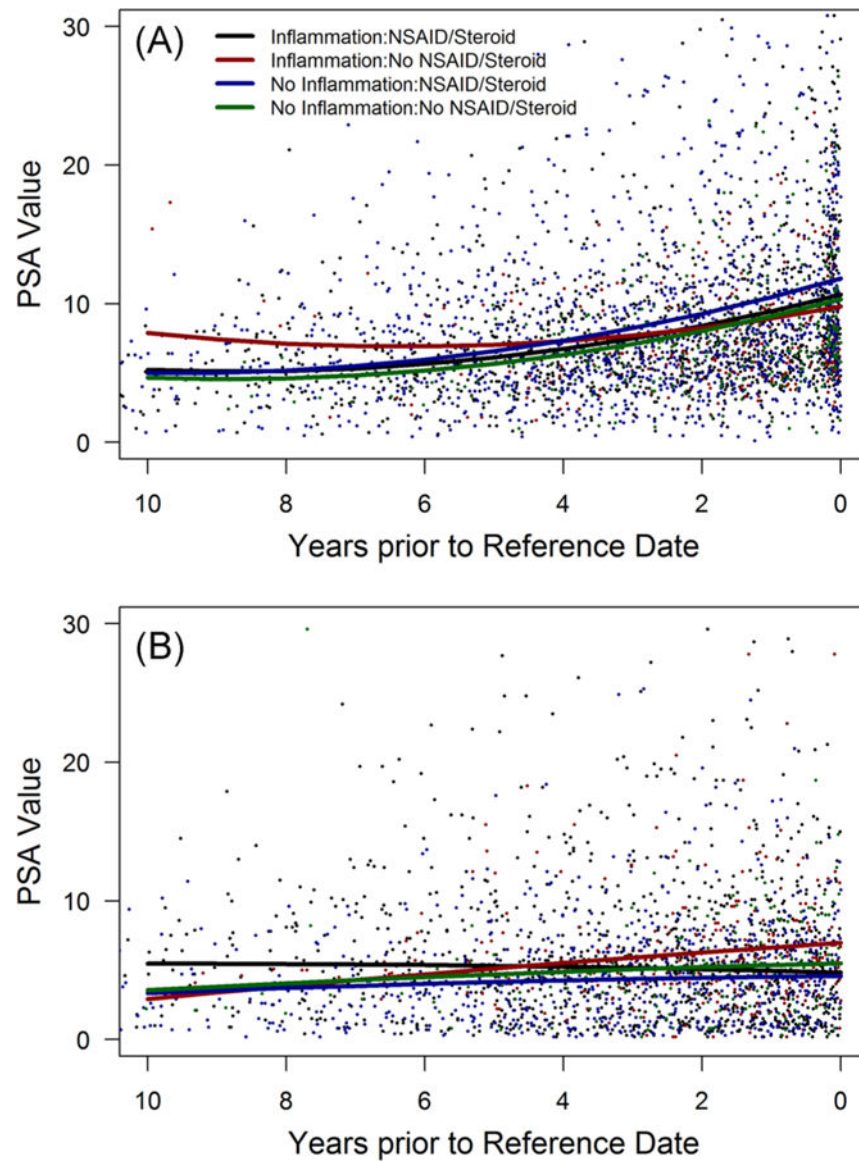 (A)
Inflammation:NSAID/Steroid
Inflammation:No NSAID/Steroid
No Inflammation:NSAID/Steroid
No Inflammation:No NSAID/Steroid
30
20
10
0
PSA Value
10 8 6 4 2 0
Years prior to Reference Date
(B)
30
20
10
0
PSA Value
10 8 6 4 2 0
Years prior to Reference Date